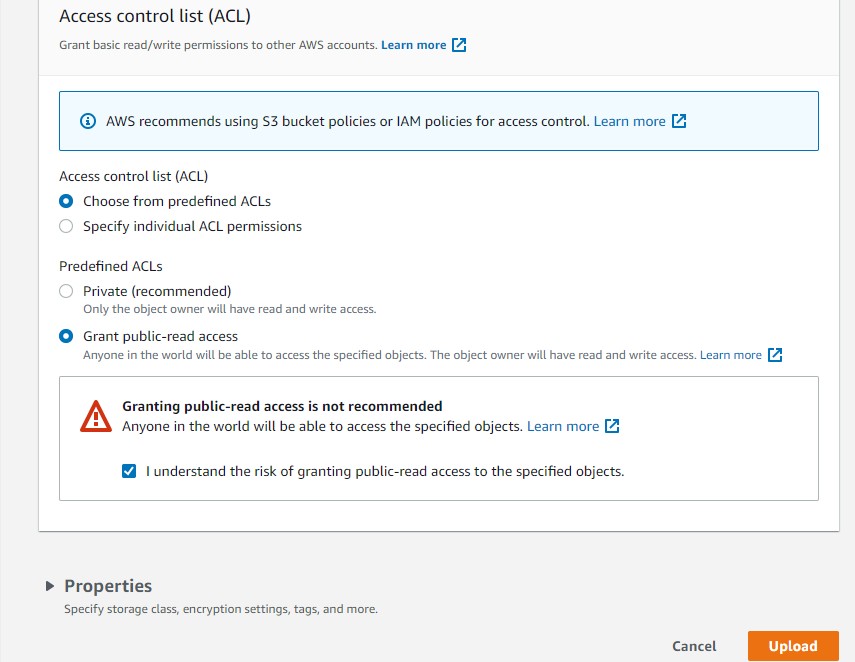 Access control list (ACL)
Grant basic read/write permissions to other AWS accounts. Learn more
AWS recommends using S3 bucket policies or IAM policies for access control. Learn more
Access control list (ACL)
Choose from predefined ACLs
Specify individual ACL permissions
Predefined ACLs
Private (recommended)
Only the object owner will have read and write access.
Grant public-read access
Anyone in the world will be able to access the specified objects. The object owner will have read and write access. Learn more
Granting public-read access is not recommended
Anyone in the world will be able to access the specified objects. Learn more
I understand the risk of granting public-read access to the specified objects.
Properties
Specify storage class, encryption settings, tags, and more.
Cancel Upload